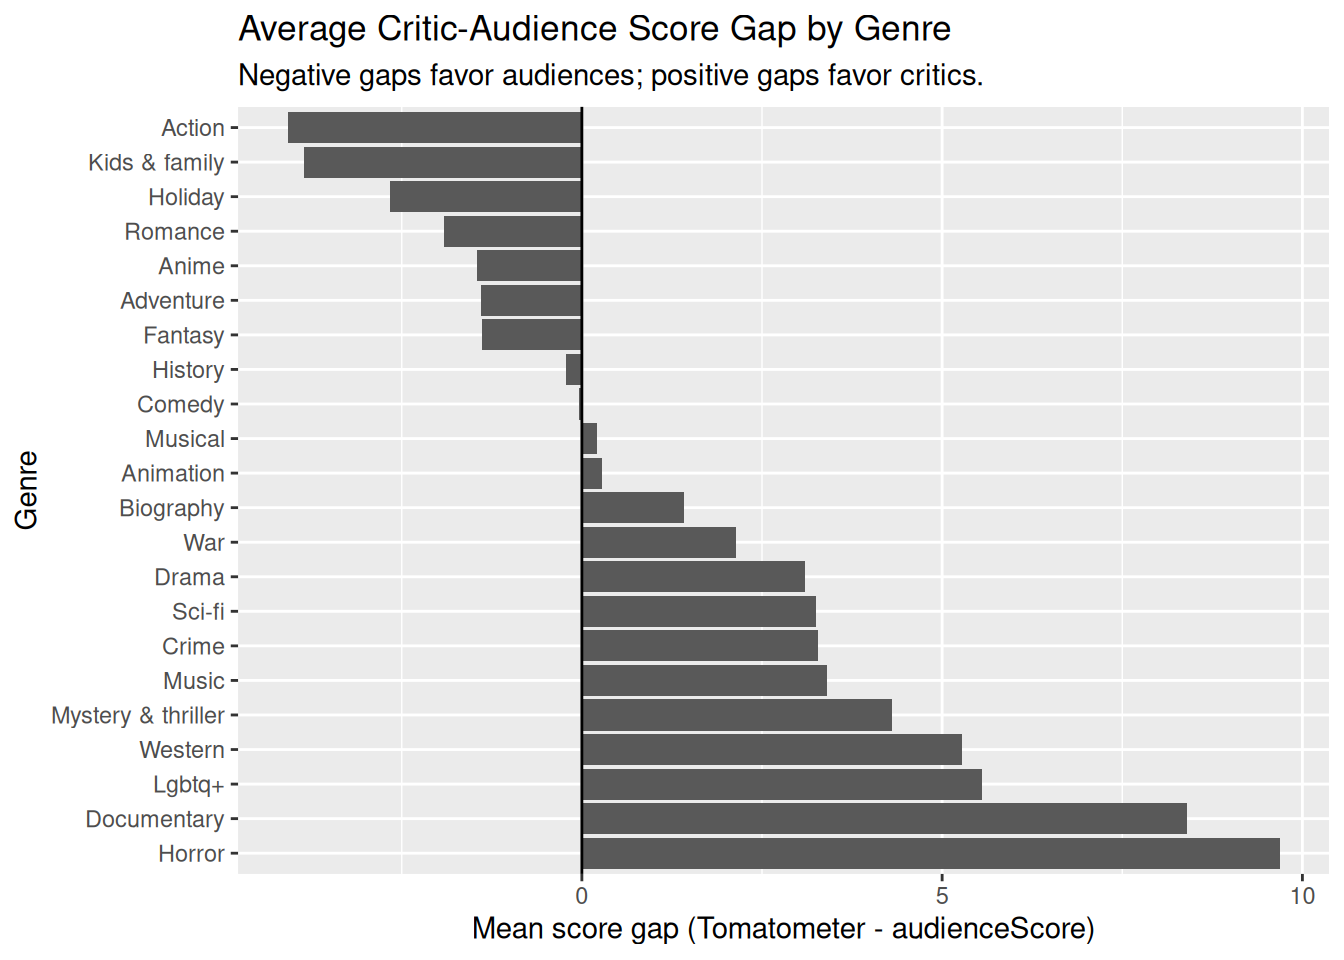 Average Critic-Audience Score Gap by Genre
Negative gaps favor audiences; positive gaps favor critics.
Genre
Action
Kids & family
Holiday
Romance
Anime
Adventure
Fantasy
History
Comedy
Musical
Animation
Biography
War
Drama
Sci-fi
Crime
Music
Mystery & thriller
Western
Lgbtq+
Documentary
Horror
0 5 10
Mean score gap (Tomatometer - audienceScore)